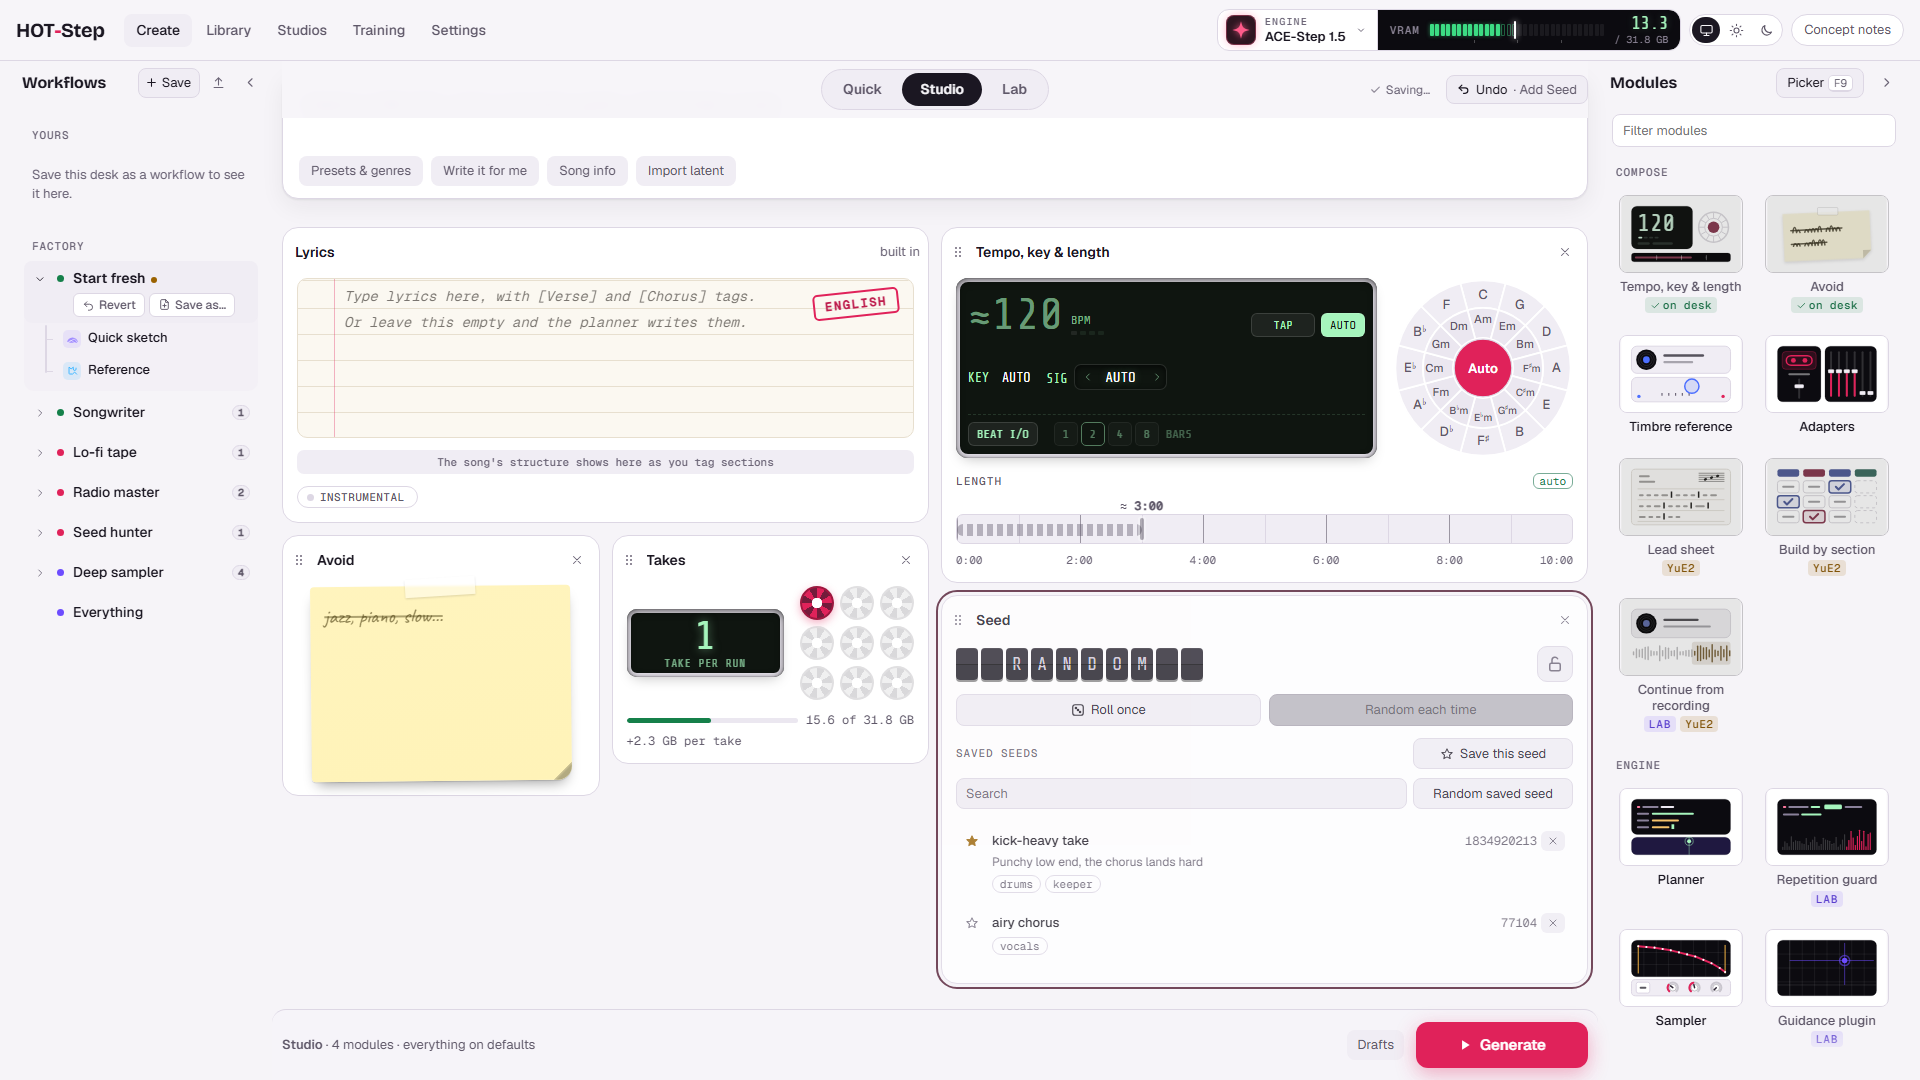 HOT-Step
Create
Library
Studios
Training
Settings
ENGINE
ACE-Step 1.5
VRAM
13.3
/ 31.8 GB
Concept notes
Workflows
+ Save
Quick
Studio
Lab
Saving…
Undo · Add Seed
Modules
Picker F9
YOURS
Save this desk as a workflow to see
it here.
FACTORY
Start fresh
Revert
Save as…
Quick sketch
Reference
Songwriter 1
Lo-fi tape 1
Radio master 2
Seed hunter 1
Deep sampler 4
Everything
Presets & genres
Write it for me
Song info
Import latent
Lyrics
built in
Type lyrics here, with [Verse] and [Chorus] tags.
Or leave this empty and the planner writes them.
ENGLISH
The song's structure shows here as you tag sections
INSTRUMENTAL
Tempo, key & length
≈120 BPM
TAP
AUTO
KEY AUTO SIG AUTO
BEAT I/O 1 2 4 8 BARS
C
G
D
A
E
B
F♯
D♭
A♭
E♭
B♭
F
Am
Em
Bm
F♯m
C♯m
G♯m
E♭m
B♭m
Fm
Cm
Gm
Dm
Auto
LENGTH
auto
≈ 3:00
0:00 2:00 4:00 6:00 8:00 10:00
Avoid
jazz, piano, slow...
Takes
1
TAKE PER RUN
15.6 of 31.8 GB
+2.3 GB per take
Seed
RANDOM
Roll once
Random each time
SAVED SEEDS
Save this seed
Search
Random saved seed
kick-heavy take
1834920213
Punchy low end, the chorus lands hard
drums
keeper
airy chorus
77104
vocals
Studio · 4 modules · everything on defaults
Drafts
Generate
Filter modules
COMPOSE
120
Tempo, key & length
on desk
Avoid
on desk
Timbre reference
Adapters
Lead sheet
YuE2
Build by section
YuE2
Continue from
recording
LAB YuE2
ENGINE
Planner
Repetition guard
LAB
Sampler
Guidance plugin
LAB